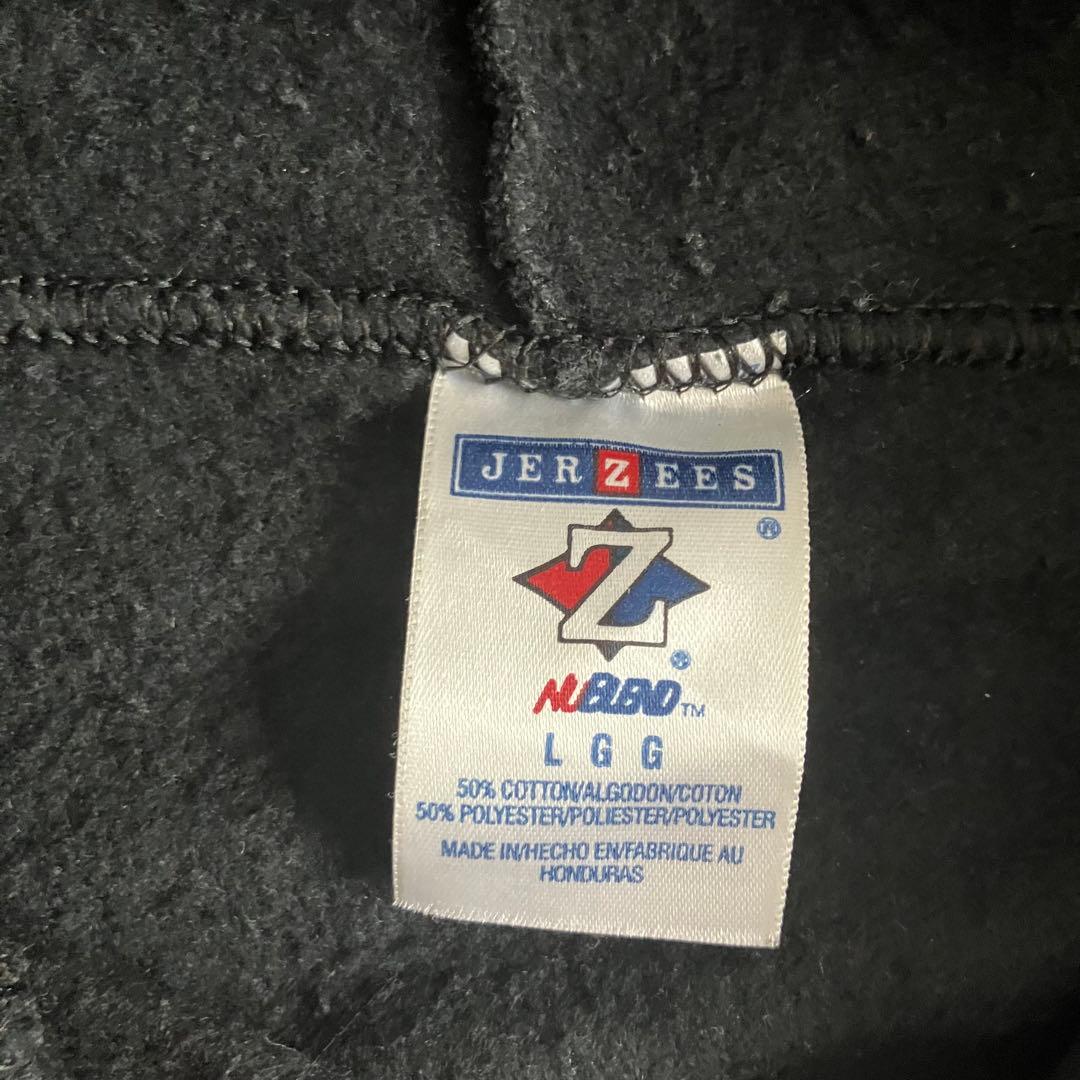 JERZEES
®
Z
®
NUBLEND™
L G G
50% COTTON/ALGODON/COTON
50% POLYESTER/POLIESTER/POLYESTER
MADE IN/HECHO EN/FABRIQUE AU
HONDURAS